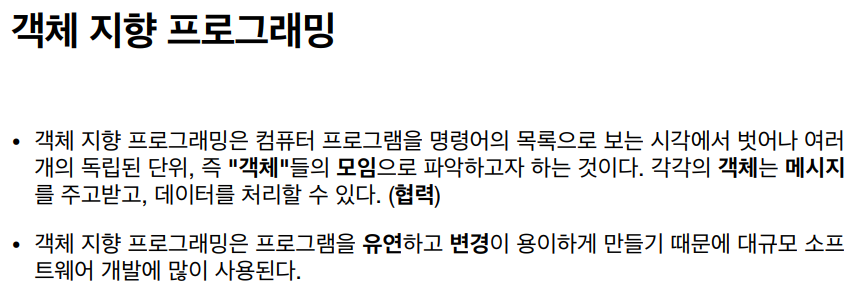 객체 지향 프로그래밍
• 객체 지향 프로그래밍은 컴퓨터 프로그램을 명령어의 목록으로 보는 시각에서 벗어나 여러
개의 독립된 단위, 즉 "객체"들의 모임으로 파악하고자 하는 것이다. 각각의 객체는 메시지
를 주고받고, 데이터를 처리할 수 있다. (협력)
• 객체 지향 프로그래밍은 프로그램을 유연하고 변경이 용이하게 만들기 때문에 대규모 소프
트웨어 개발에 많이 사용된다.